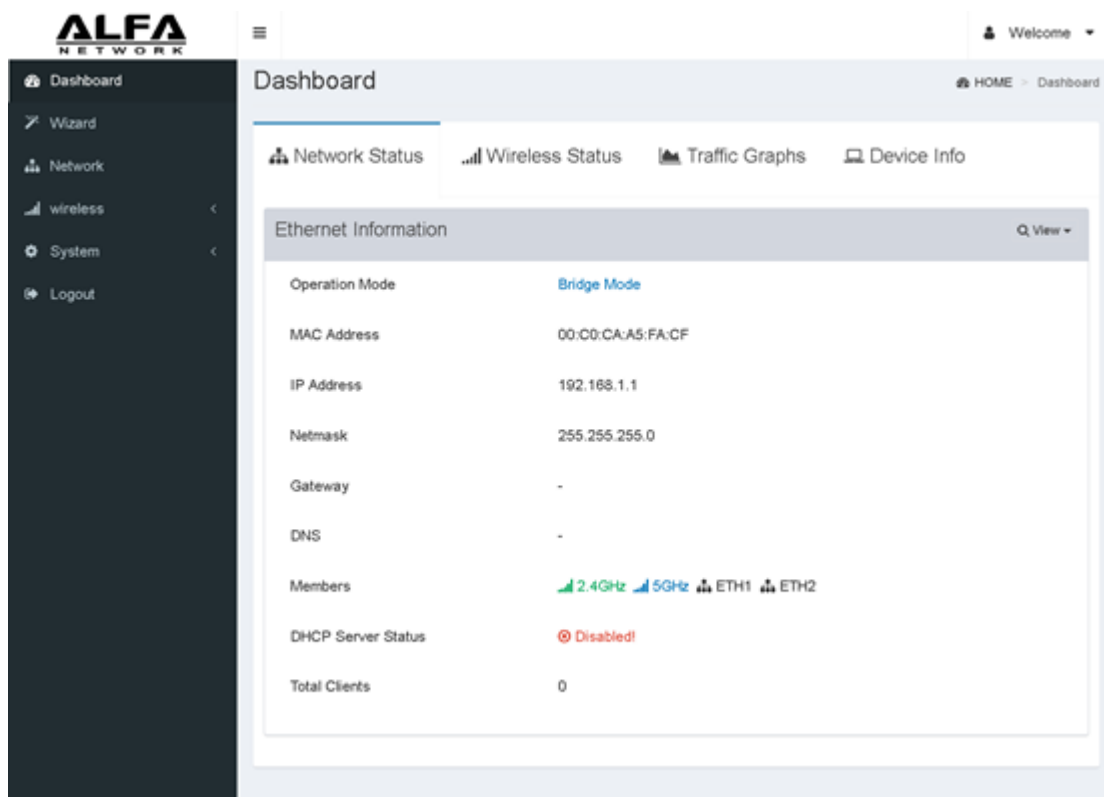 ALFA
NETWORK
Welcome
Dashboard
Wizard
Network
wireless
System
Logout
Dashboard
HOME > Dashboard
Network Status
Wireless Status
Traffic Graphs
Device Info
Ethernet Information
View
Operation Mode Bridge Mode
MAC Address 00:C0:CA:A5:FA:CF
IP Address 192.168.1.1
Netmask 255.255.255.0
Gateway -
DNS -
Members 2.4GHz 5GHz ETH1 ETH2
DHCP Server Status Disabled!
Total Clients 0